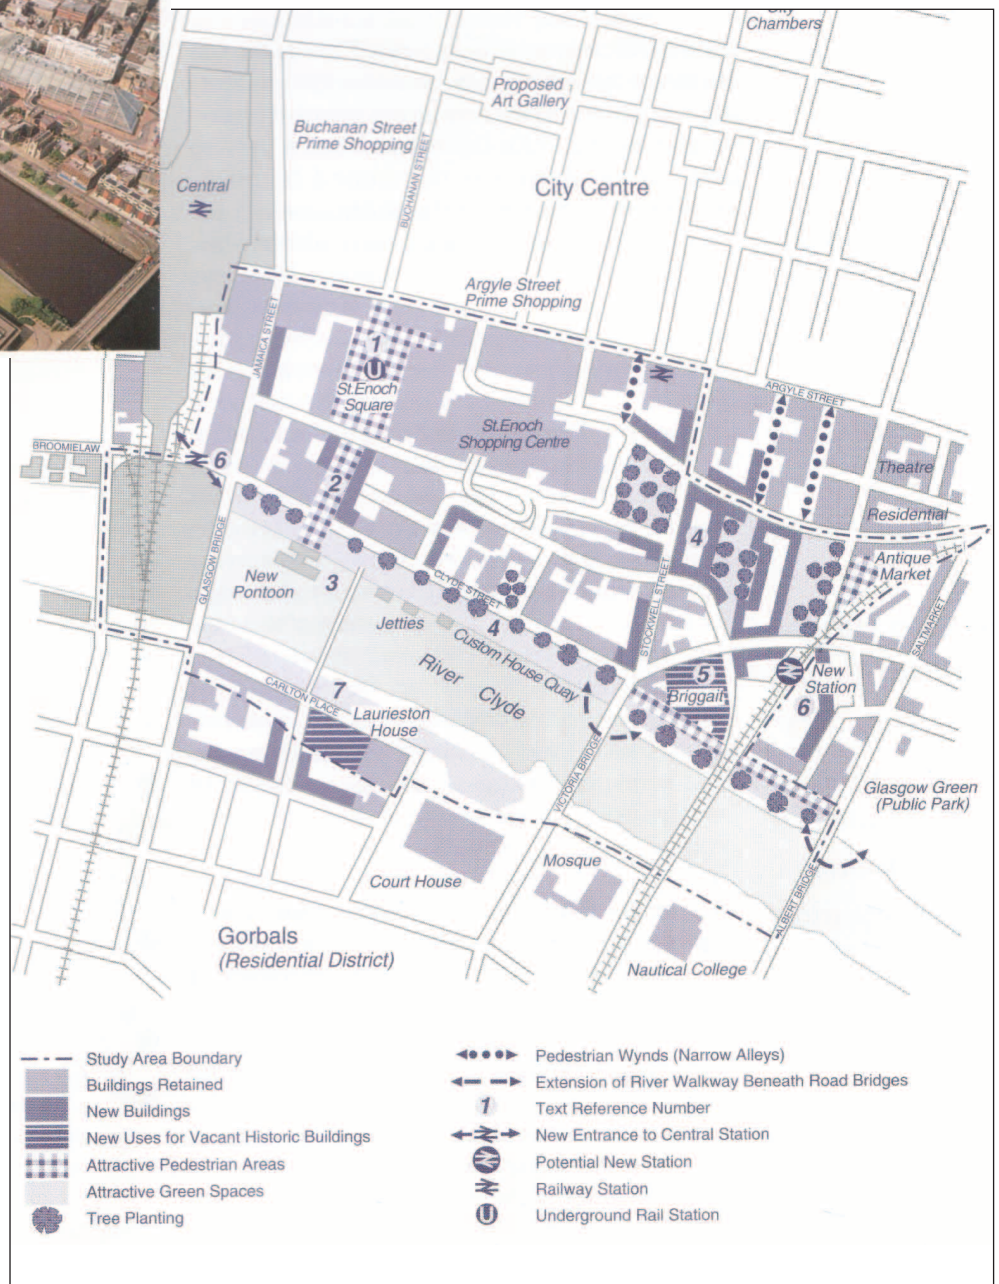 City
Chambers
Proposed
Art Gallery
Buchanan Street
Prime Shopping
BUCHANAN STREET
Central
City Centre
Argyle Street
Prime Shopping
JAMAICA STREET
1
U
St.Enoch
Square
ARGYLE STREET
St.Enoch
Shopping Centre
BROOMIELAW
6
2
Theatre
Residential
4
Antique
Market
GLASGOW BRIDGE
New
Pontoon
3
CLYDE STREET
STOCKWELL STREET
SALTMARKET
Jetties
4
Custom House Quay
River Clyde
5
Briggait
New
Station
6
CARLTON PLACE
7
Laurieston
House
VICTORIA BRIDGE
Glasgow Green
(Public Park)
Mosque
Court House
ALBERT BRIDGE
Gorbals
(Residential District)
Nautical College
Study Area Boundary
Buildings Retained
New Buildings
New Uses for Vacant Historic Buildings
Attractive Pedestrian Areas
Attractive Green Spaces
Tree Planting
Pedestrian Wynds (Narrow Alleys)
Extension of River Walkway Beneath Road Bridges
1 Text Reference Number
New Entrance to Central Station
Potential New Station
Railway Station
U Underground Rail Station